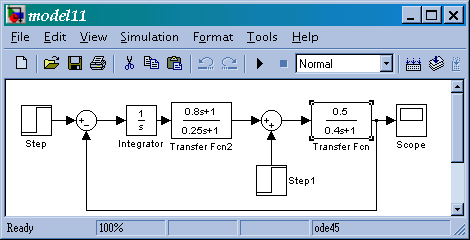 model11
File Edit View Simulation Format Tools Help
Normal
1
s
0.8s+1
0.25s+1
0.5
0.4s+1
Step
Integrator
Transfer Fcn2
Transfer Fcn
Scope
Step1
Ready 100% ode45